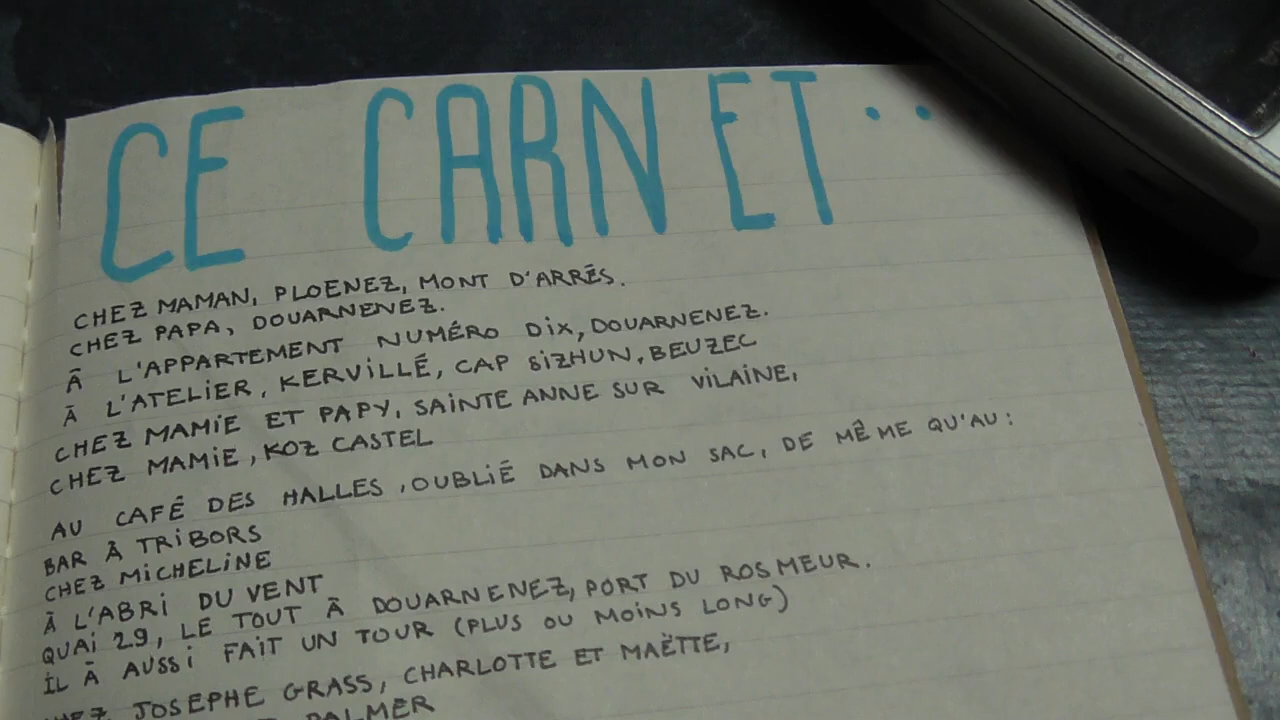 CE CARNET..
CHEZ MAMAN, PLOENEZ, MONT D'ARRÉS.
CHEZ PAPA, DOUARNENEZ.
À L'APPARTEMENT NUMÉRO DIX, DOUARNENEZ.
À L'ATELIER, KERVILLÉ, CAP SIZHUN, BEUZEC
CHEZ MAMIE ET PAPY, SAINTE ANNE SUR VILAINE,
CHEZ MAMIE, KOZ CASTEL
AU CAFÉ DES HALLES, OUBLIÉ DANS MON SAC, DE MÊME QU'AU:
BAR À TRIBORS
CHEZ MICHELINE
À L'ABRI DU VENT
QUAI 29, LE TOUT À DOUARNENEZ, PORT DU ROSMEUR.
IL À AUSSI FAIT UN TOUR (PLUS OU MOINS LONG)
CHEZ JOSEPHE GRASS, CHARLOTTE ET MAËTTE,
PALMER